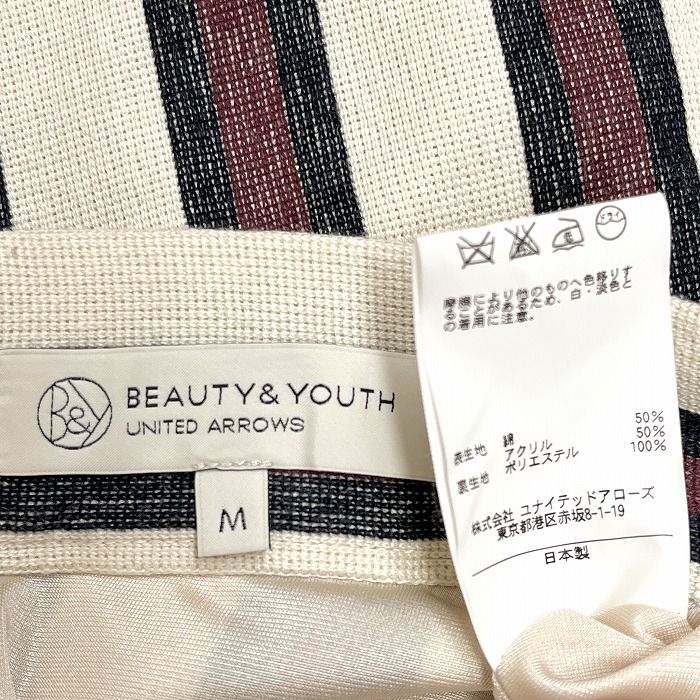 摩擦により他のものへ色移りす
ることがあるため、白・淡色と
の着用に注意。
表生地 綿 50%
アクリル 50%
裏生地 ポリエステル 100%
株式会社 ユナイテッドアローズ
東京都港区赤坂8-1-19
日本製
B&Y
BEAUTY & YOUTH
UNITED ARROWS
M